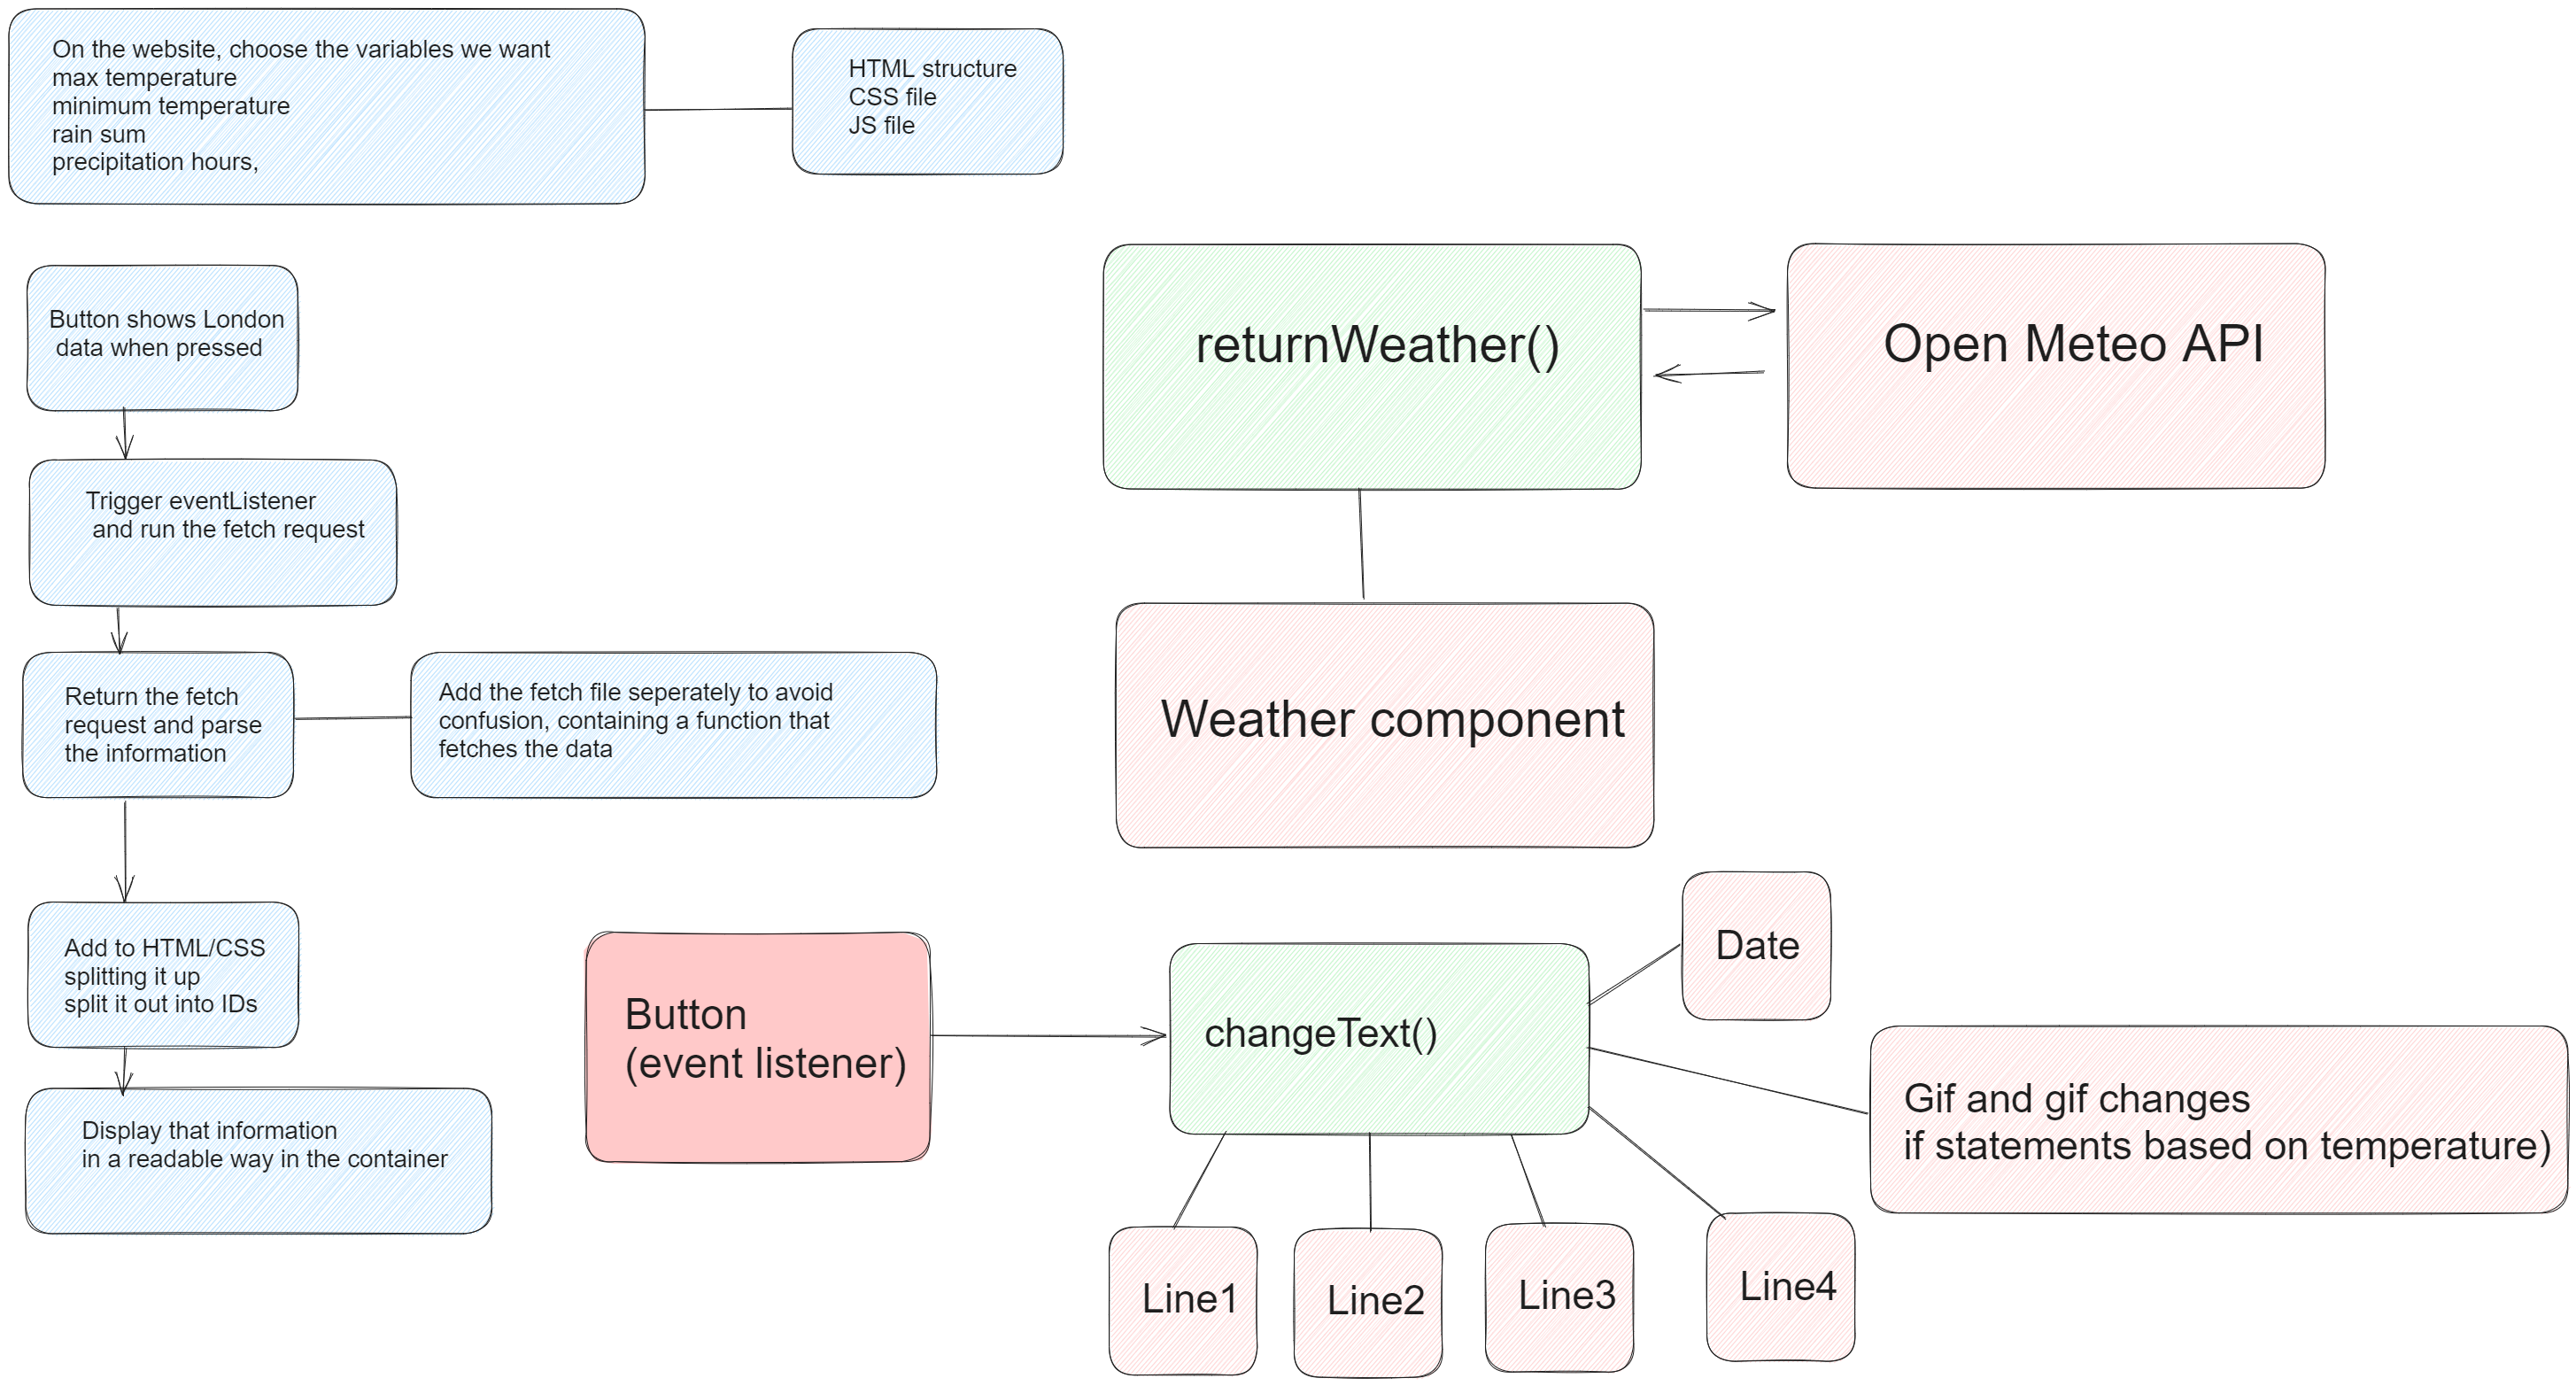 On the website, choose the variables we want
max temperature
minimum temperature
rain sum
precipitation hours,
HTML structure
CSS file
JS file
Button shows London
data when pressed
Trigger eventListener
and run the fetch request
Return the fetch
request and parse
the information
Add the fetch file seperately to avoid
confusion, containing a function that
fetches the data
Add to HTML/CSS
splitting it up
split it out into IDs
Display that information
in a readable way in the container
returnWeather()
Open Meteo API
Weather component
Button
(event listener)
changeText()
Date
Gif and gif changes
if statements based on temperature)
Line1
Line2
Line3
Line4